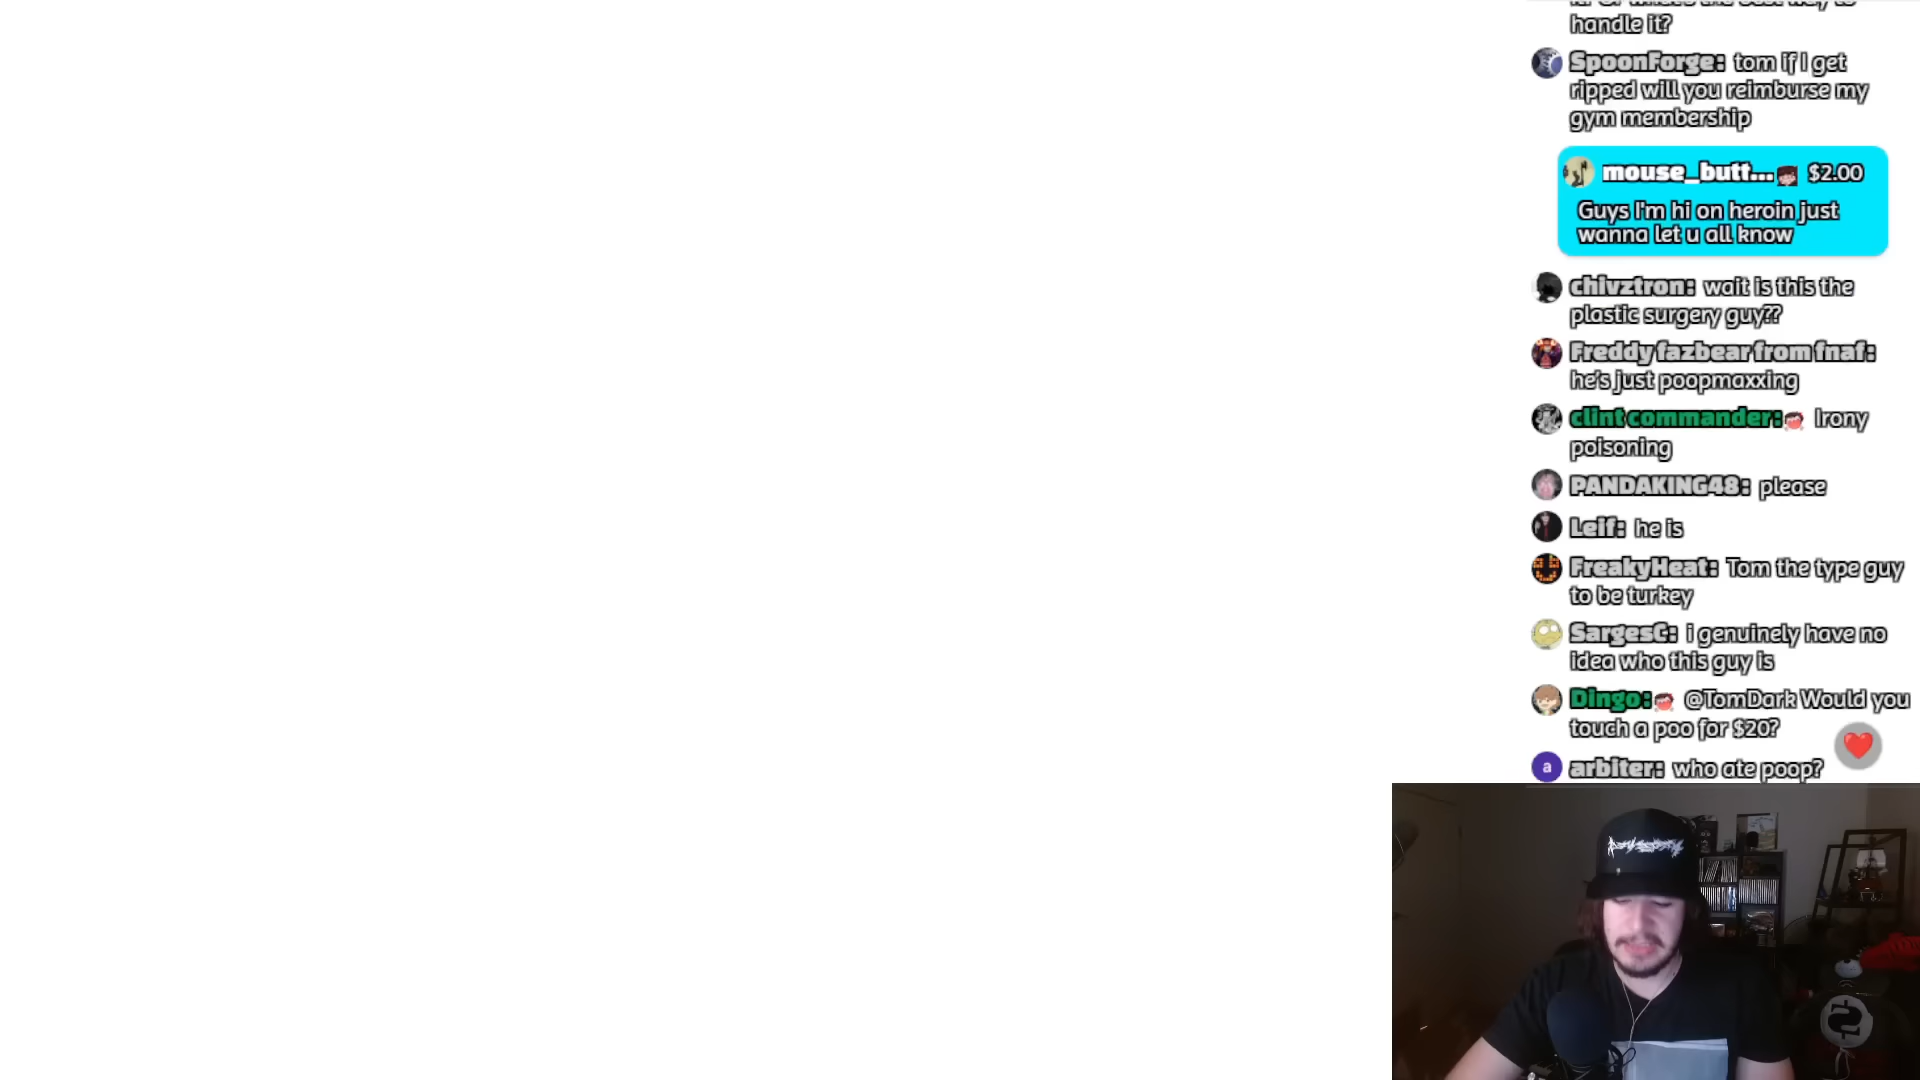 handle it?
SpoonForge: tom if I get
ripped will you reimburse my
gym membership
mouse_butt... $2.00
Guys I'm hi on heroin just
wanna let u all know
chivztron: wait is this the
plastic surgery guy??
Freddy fazbear from fnaf:
he's just poopmaxxing
clint commander: Irony
poisoning
PANDAKING48: please
Leif: he is
FreakyHeat: Tom the type guy
to be turkey
SargesC: i genuinely have no
idea who this guy is
Dingo: @TomDark Would you
touch a poo for $20?
a arbiter: who ate poop?